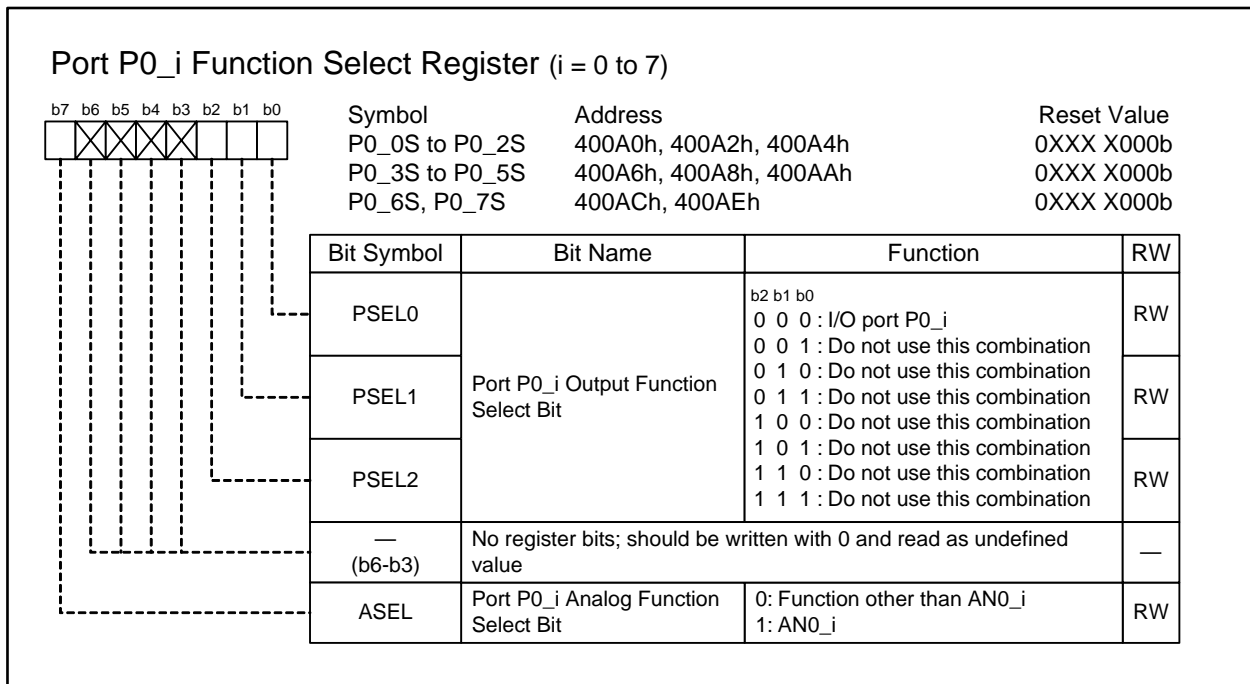 Port P0_i Function Select Register (i = 0 to 7)
b7 b6 b5 b4 b3 b2 b1 b0
Symbol Address Reset Value
P0_0S to P0_2S 400A0h, 400A2h, 400A4h 0XXX X000b
P0_3S to P0_5S 400A6h, 400A8h, 400AAh 0XXX X000b
P0_6S, P0_7S 400ACh, 400AEh 0XXX X000b
Bit Symbol Bit Name Function RW
PSEL0 RW
PSEL1 RW
PSEL2 RW
Port P0_i Output Function
Select Bit
b2 b1 b0
0 0 0 : I/O port P0_i
0 0 1 : Do not use this combination
0 1 0 : Do not use this combination
0 1 1 : Do not use this combination
1 0 0 : Do not use this combination
1 0 1 : Do not use this combination
1 1 0 : Do not use this combination
1 1 1 : Do not use this combination
—
(b6-b3)
No register bits; should be written with 0 and read as undefined
value
—
ASEL
Port P0_i Analog Function
Select Bit
0: Function other than AN0_i
1: AN0_i
RW